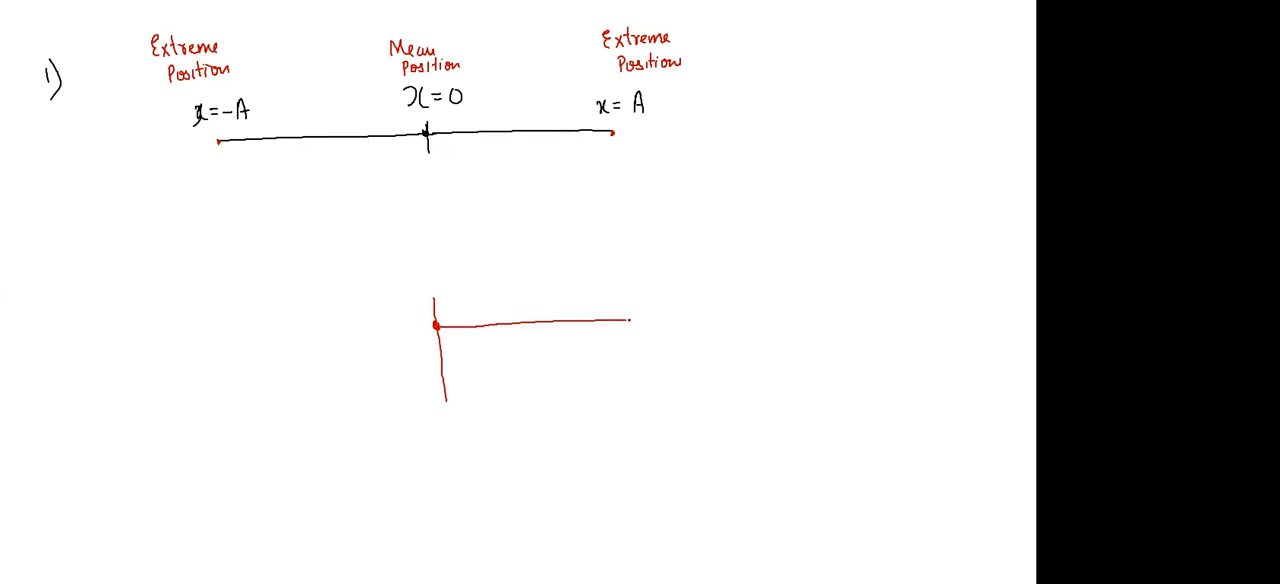 1)
Extreme
Position
x=-A
Mean
Position
x=0
Extreme
Position
x= A